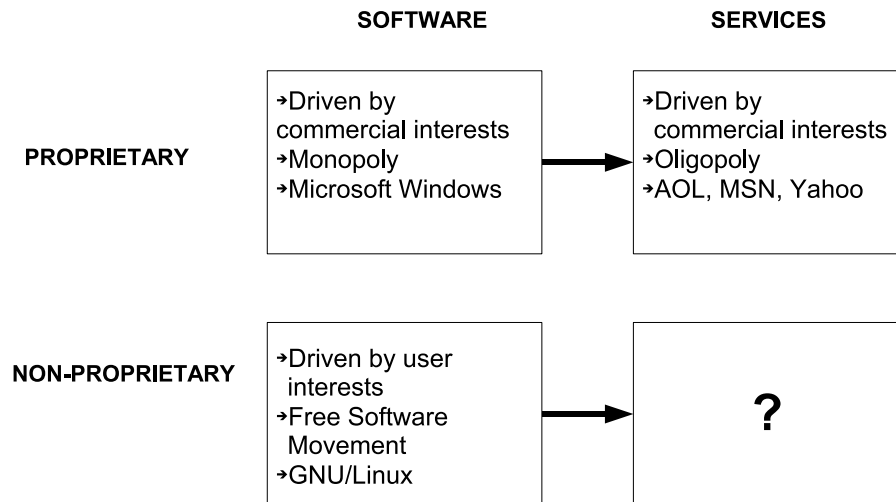 SOFTWARE
SERVICES
PROPRIETARY
➔Driven by
commercial interests
➔Monopoly
➔Microsoft Windows
➔Driven by
commercial interests
➔Oligopoly
➔AOL, MSN, Yahoo
NON-PROPRIETARY
➔Driven by user
interests
➔Free Software
Movement
➔GNU/Linux
?